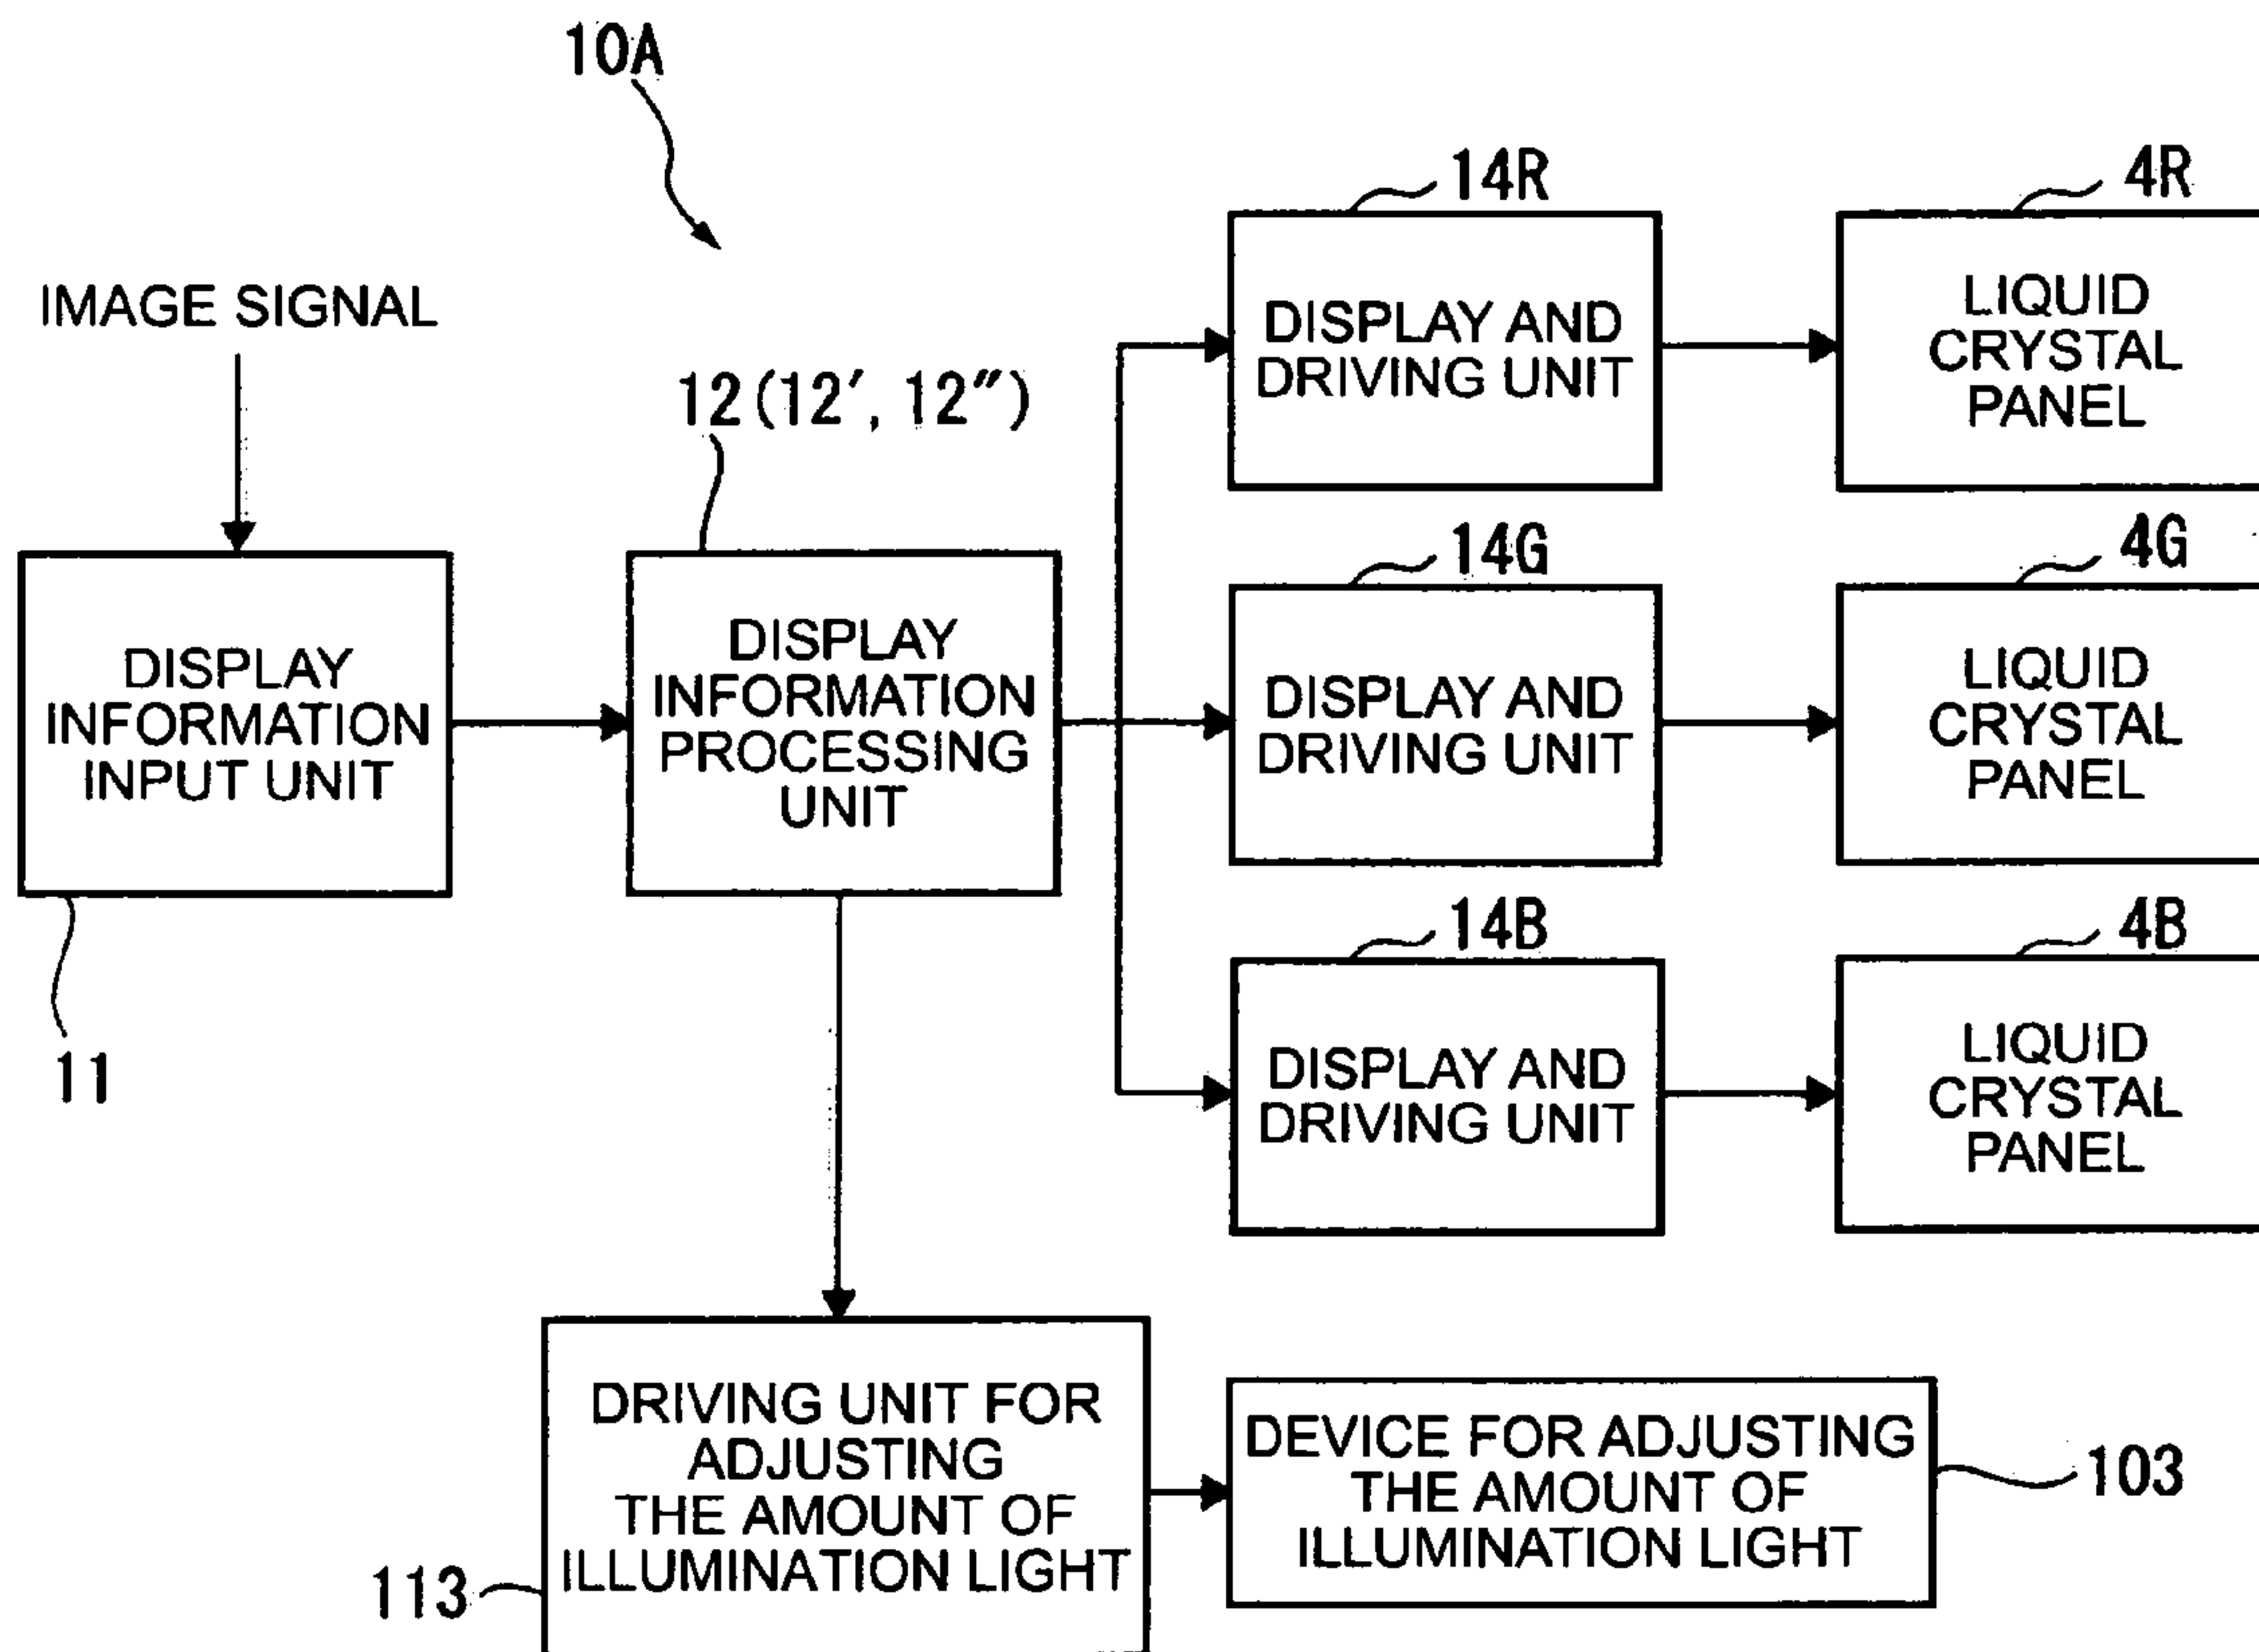 10A
IMAGE SIGNAL
DISPLAY
INFORMATION
INPUT UNIT
11
12(12′, 12″)
DISPLAY
INFORMATION
PROCESSING
UNIT
14R
DISPLAY AND
DRIVING UNIT
4R
LIQUID
CRYSTAL
PANEL
14G
DISPLAY AND
DRIVING UNIT
4G
LIQUID
CRYSTAL
PANEL
14B
DISPLAY AND
DRIVING UNIT
4B
LIQUID
CRYSTAL
PANEL
DRIVING UNIT FOR
ADJUSTING
THE AMOUNT OF
ILLUMINATION LIGHT
113
DEVICE FOR ADJUSTING
THE AMOUNT OF
ILLUMINATION LIGHT
103